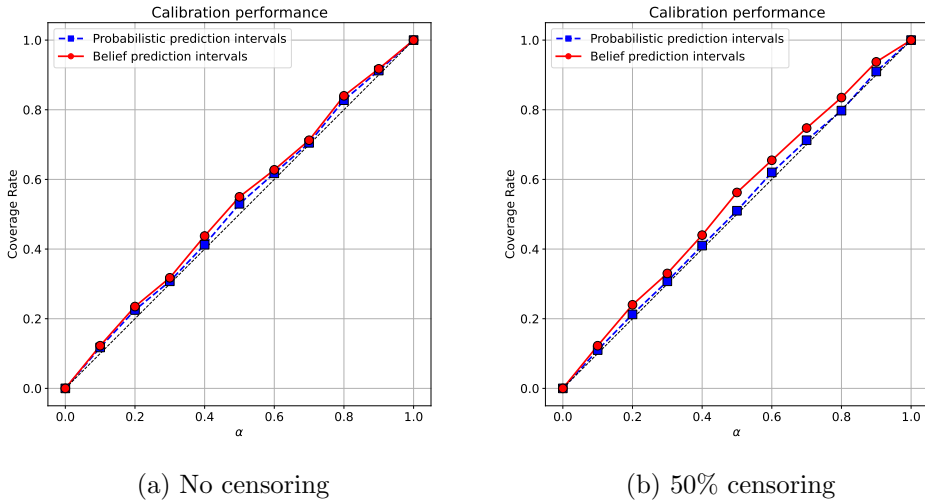 Calibration performance
Probabilistic prediction intervals
Belief prediction intervals
Coverage Rate
1.0
0.8
0.6
0.4
0.2
0.0
0.0 0.2 0.4 0.6 0.8 1.0
α
(a) No censoring
Calibration performance
Probabilistic prediction intervals
Belief prediction intervals
Coverage Rate
1.0
0.8
0.6
0.4
0.2
0.0
0.0 0.2 0.4 0.6 0.8 1.0
α
(b) 50% censoring